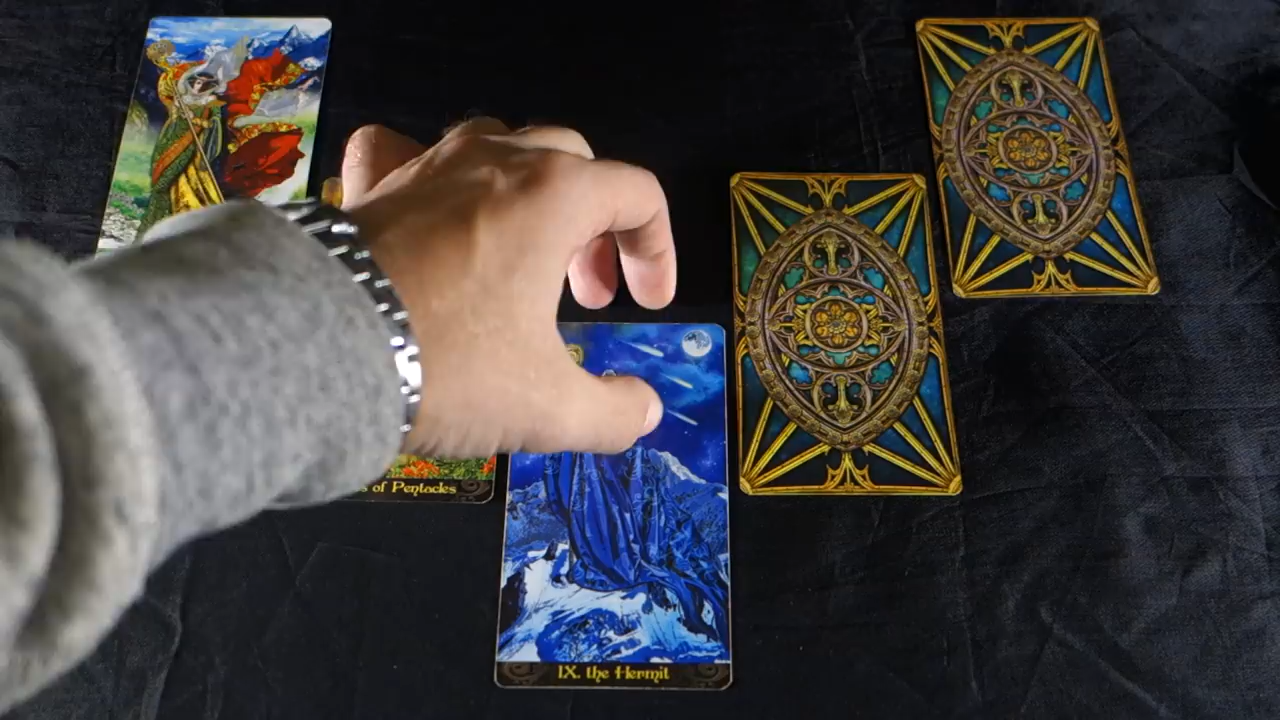 of Pentacles
IX. the Hermit